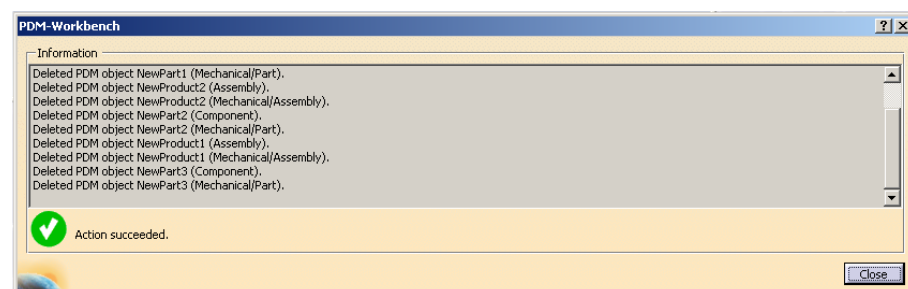 PDM-Workbench
Information
Deleted PDM object NewPart1 (Mechanical/Part).
Deleted PDM object NewProduct2 (Assembly).
Deleted PDM object NewProduct2 (Mechanical/Assembly).
Deleted PDM object NewPart2 (Component).
Deleted PDM object NewPart2 (Mechanical/Part).
Deleted PDM object NewProduct1 (Assembly).
Deleted PDM object NewProduct1 (Mechanical/Assembly).
Deleted PDM object NewPart3 (Component).
Deleted PDM object NewPart3 (Mechanical/Part).
Action succeeded.
Close